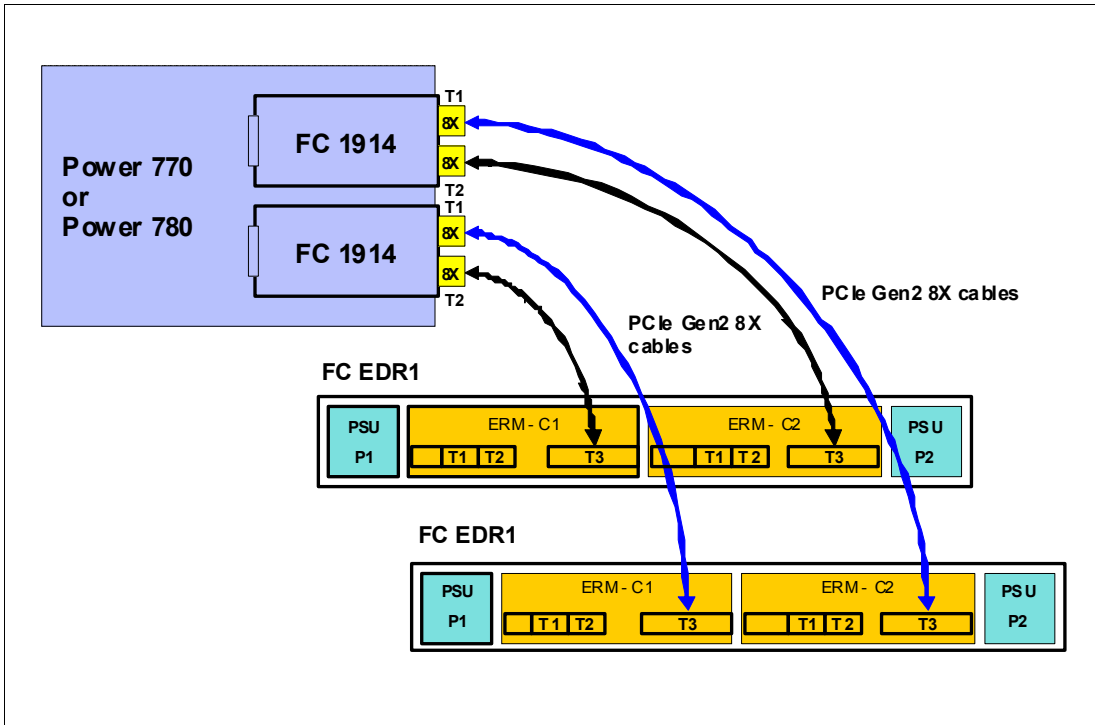 T1
FC 1914
8X
8X
T2
Power 770
or
Power 780
T1
FC 1914
8X
8X
T2
PCIe Gen2 8X cables
PCIe Gen2 8X
cables
FC EDR1
PSU
P1
ERM - C1
T1 T2 T3
ERM - C2
T1 T2 T3
PSU
P2
FC EDR1
PSU
P1
ERM - C1
T1 T2 T3
ERM - C2
T1 T2 T3
PSU
P2